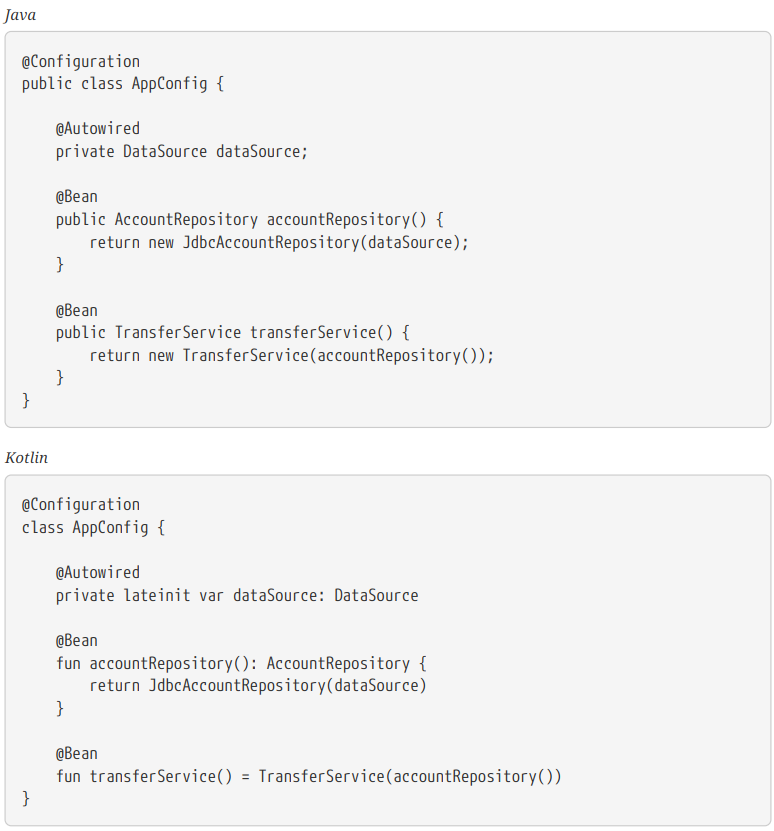 Java
@Configuration
public class AppConfig {
    @Autowired
    private DataSource dataSource;
    @Bean
    public AccountRepository accountRepository() {
        return new JdbcAccountRepository(dataSource);
    }
    @Bean
    public TransferService transferService() {
        return new TransferService(accountRepository());
    }
}
Kotlin
@Configuration
class AppConfig {
    @Autowired
    private lateinit var dataSource: DataSource
    @Bean
    fun accountRepository(): AccountRepository {
        return JdbcAccountRepository(dataSource)
    }
    @Bean
    fun transferService() = TransferService(accountRepository())
}